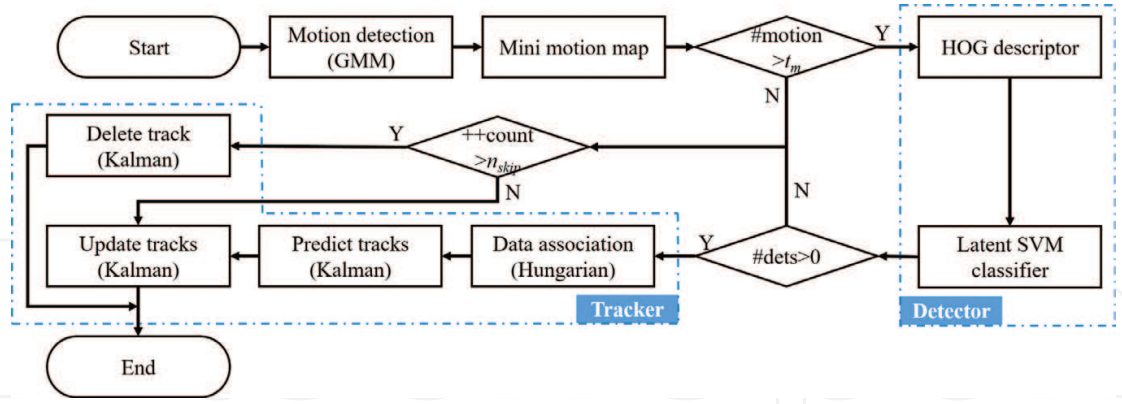 Start
Motion detection
(GMM)
Mini motion map
#motion
>tm
Y
HOG descriptor
N
Delete track
(Kalman)
Y
++count
>nskip
N
N
Update tracks
(Kalman)
Predict tracks
(Kalman)
Data association
(Hungarian)
Y
#dets>0
Latent SVM
classifier
Tracker
Detector
End